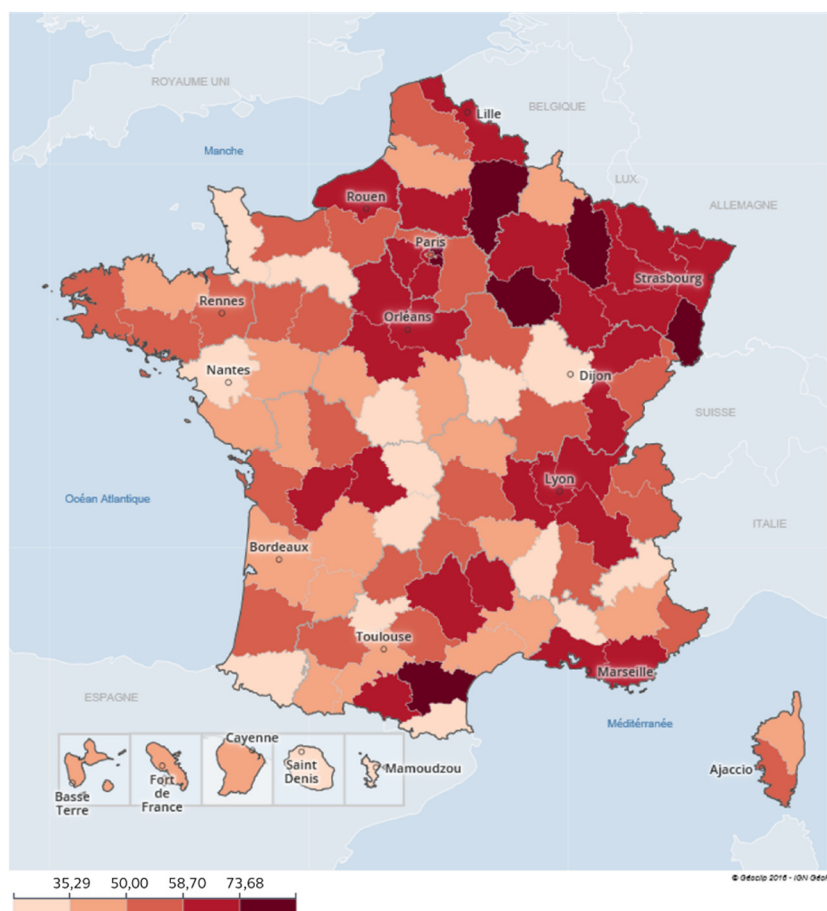 ROYAUME UNI
Lille
BELGIQUE
Manche
LUX.
Rouen
ALLEMAGNE
Paris
Strasbourg
Rennes
Orléans
Nantes
Dijon
SUISSE
Lyon
Océan Atlantique
ITALIE
Bordeaux
Toulouse
Marseille
ESPAGNE
Méditérranée
Cayenne
Saint
Denis
Mamoudzou
Ajaccio
Basse
Terre
Fort
de
France
© Géoclip 2016 - IGN
35,29 50,00 58,70 73,68